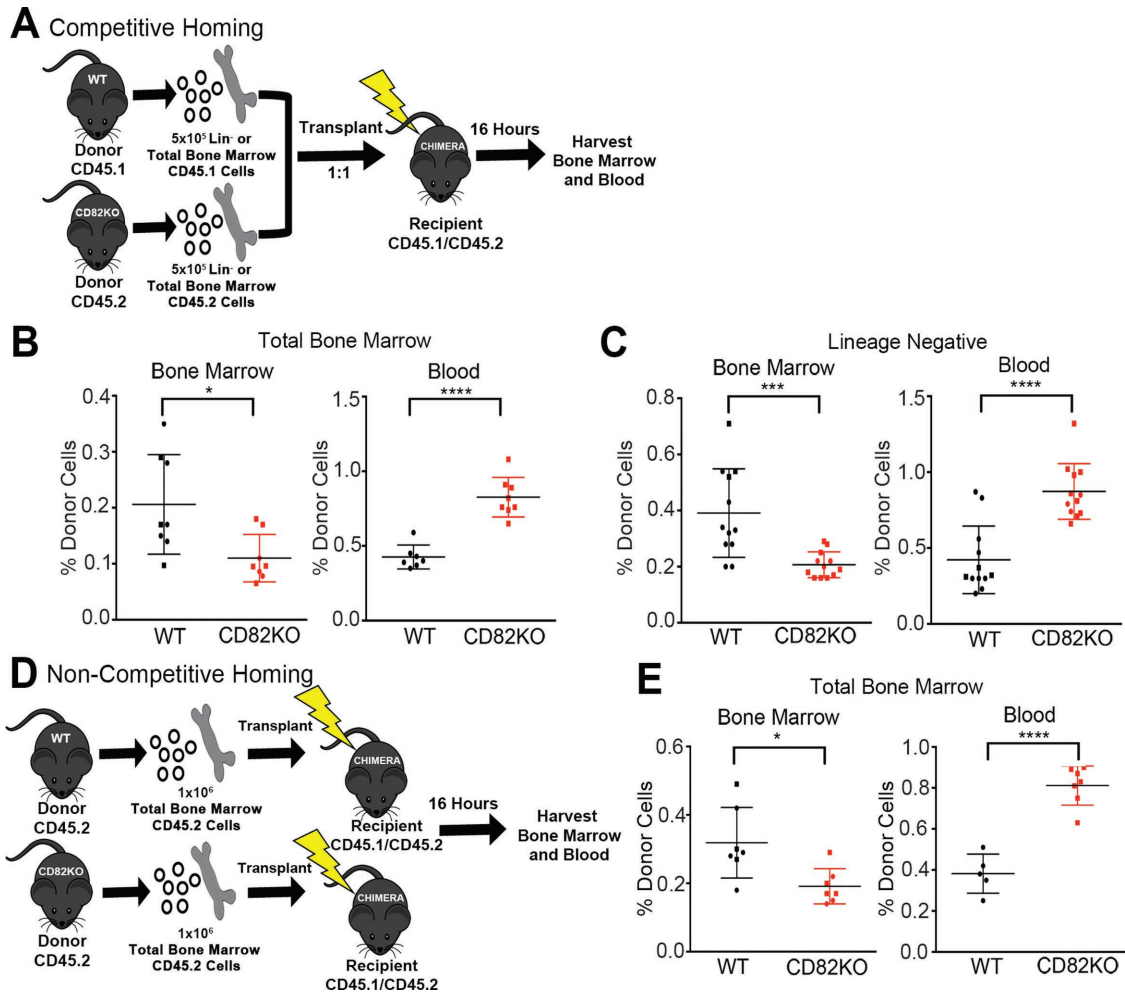 A Competitive Homing
WT
Donor
CD45.1
5x10⁵ Lin⁻ or
Total Bone Marrow
CD45.1 Cells
CD82KO
Donor
CD45.2
5x10⁵ Lin⁻ or
Total Bone Marrow
CD45.2 Cells
Transplant
1:1
CHIMERA
Recipient
CD45.1/CD45.2
16 Hours
Harvest
Bone Marrow
and Blood
B
Total Bone Marrow
Bone Marrow
*
% Donor Cells
0.4
0.3
0.2
0.1
0.0
WT
CD82KO
Blood
****
% Donor Cells
1.5
1.0
0.5
0.0
WT
CD82KO
C
Lineage Negative
Bone Marrow
***
% Donor Cells
0.8
0.6
0.4
0.2
0.0
WT
CD82KO
Blood
****
% Donor Cells
1.5
1.0
0.5
0.0
WT
CD82KO
D Non-Competitive Homing
WT
Donor
CD45.2
1x10⁶
Total Bone Marrow
CD45.2 Cells
Transplant
CHIMERA
Recipient
CD45.1/CD45.2
CD82KO
Donor
CD45.2
1x10⁶
Total Bone Marrow
CD45.2 Cells
Transplant
CHIMERA
Recipient
CD45.1/CD45.2
16 Hours
Harvest
Bone Marrow
and Blood
E
Total Bone Marrow
Bone Marrow
*
% Donor Cells
0.6
0.4
0.2
0.0
WT
CD82KO
Blood
****
% Donor Cells
1.0
0.8
0.6
0.4
0.2
0.0
WT
CD82KO